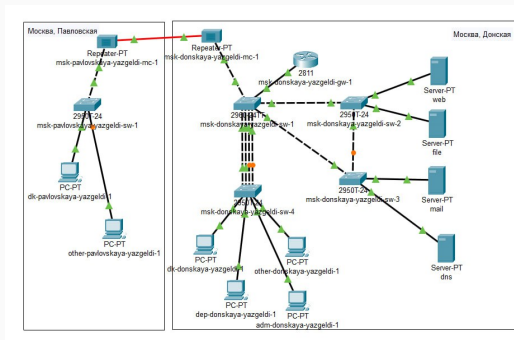 Москва, Павловская
Москва, Донская
Repeater-PT
msk-pavlovskaya-yazgeldi-mc-1
Repeater-PT
msk-donskaya-yazgeldi-mc-1
2811
msk-donskaya-yazgeldi-gw-1
2950T-24
msk-pavlovskaya-yazgeldi-sw-1
msk-donskaya-yazgeldi-sw-1
2950T-24
msk-donskaya-yazgeldi-sw-2
Server-PT
web
Server-PT
file
PC-PT
dk-pavlovskaya-yazgeldi-1
PC-PT
other-pavlovskaya-yazgeldi-1
msk-donskaya-yazgeldi-sw-4
2950T-24
msk-donskaya-yazgeldi-sw-3
Server-PT
mail
Server-PT
dns
PC-PT
dk-donskaya-yazgeldi-1
PC-PT
other-donskaya-yazgeldi-1
PC-PT
dep-donskaya-yazgeldi-1
PC-PT
adm-donskaya-yazgeldi-1